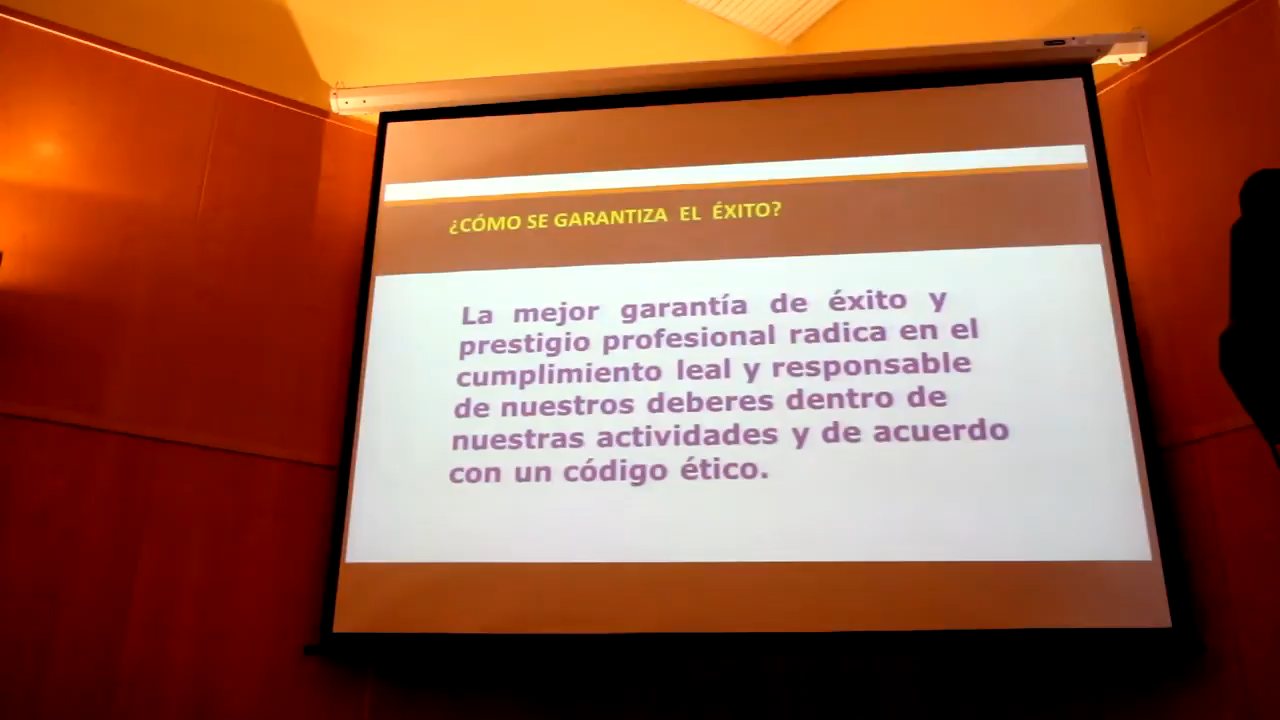 ¿CÓMO SE GARANTIZA EL ÉXITO?
La mejor garantía de éxito y
prestigio profesional radica en el
cumplimiento leal y responsable
de nuestros deberes dentro de
nuestras actividades y de acuerdo
con un código ético.